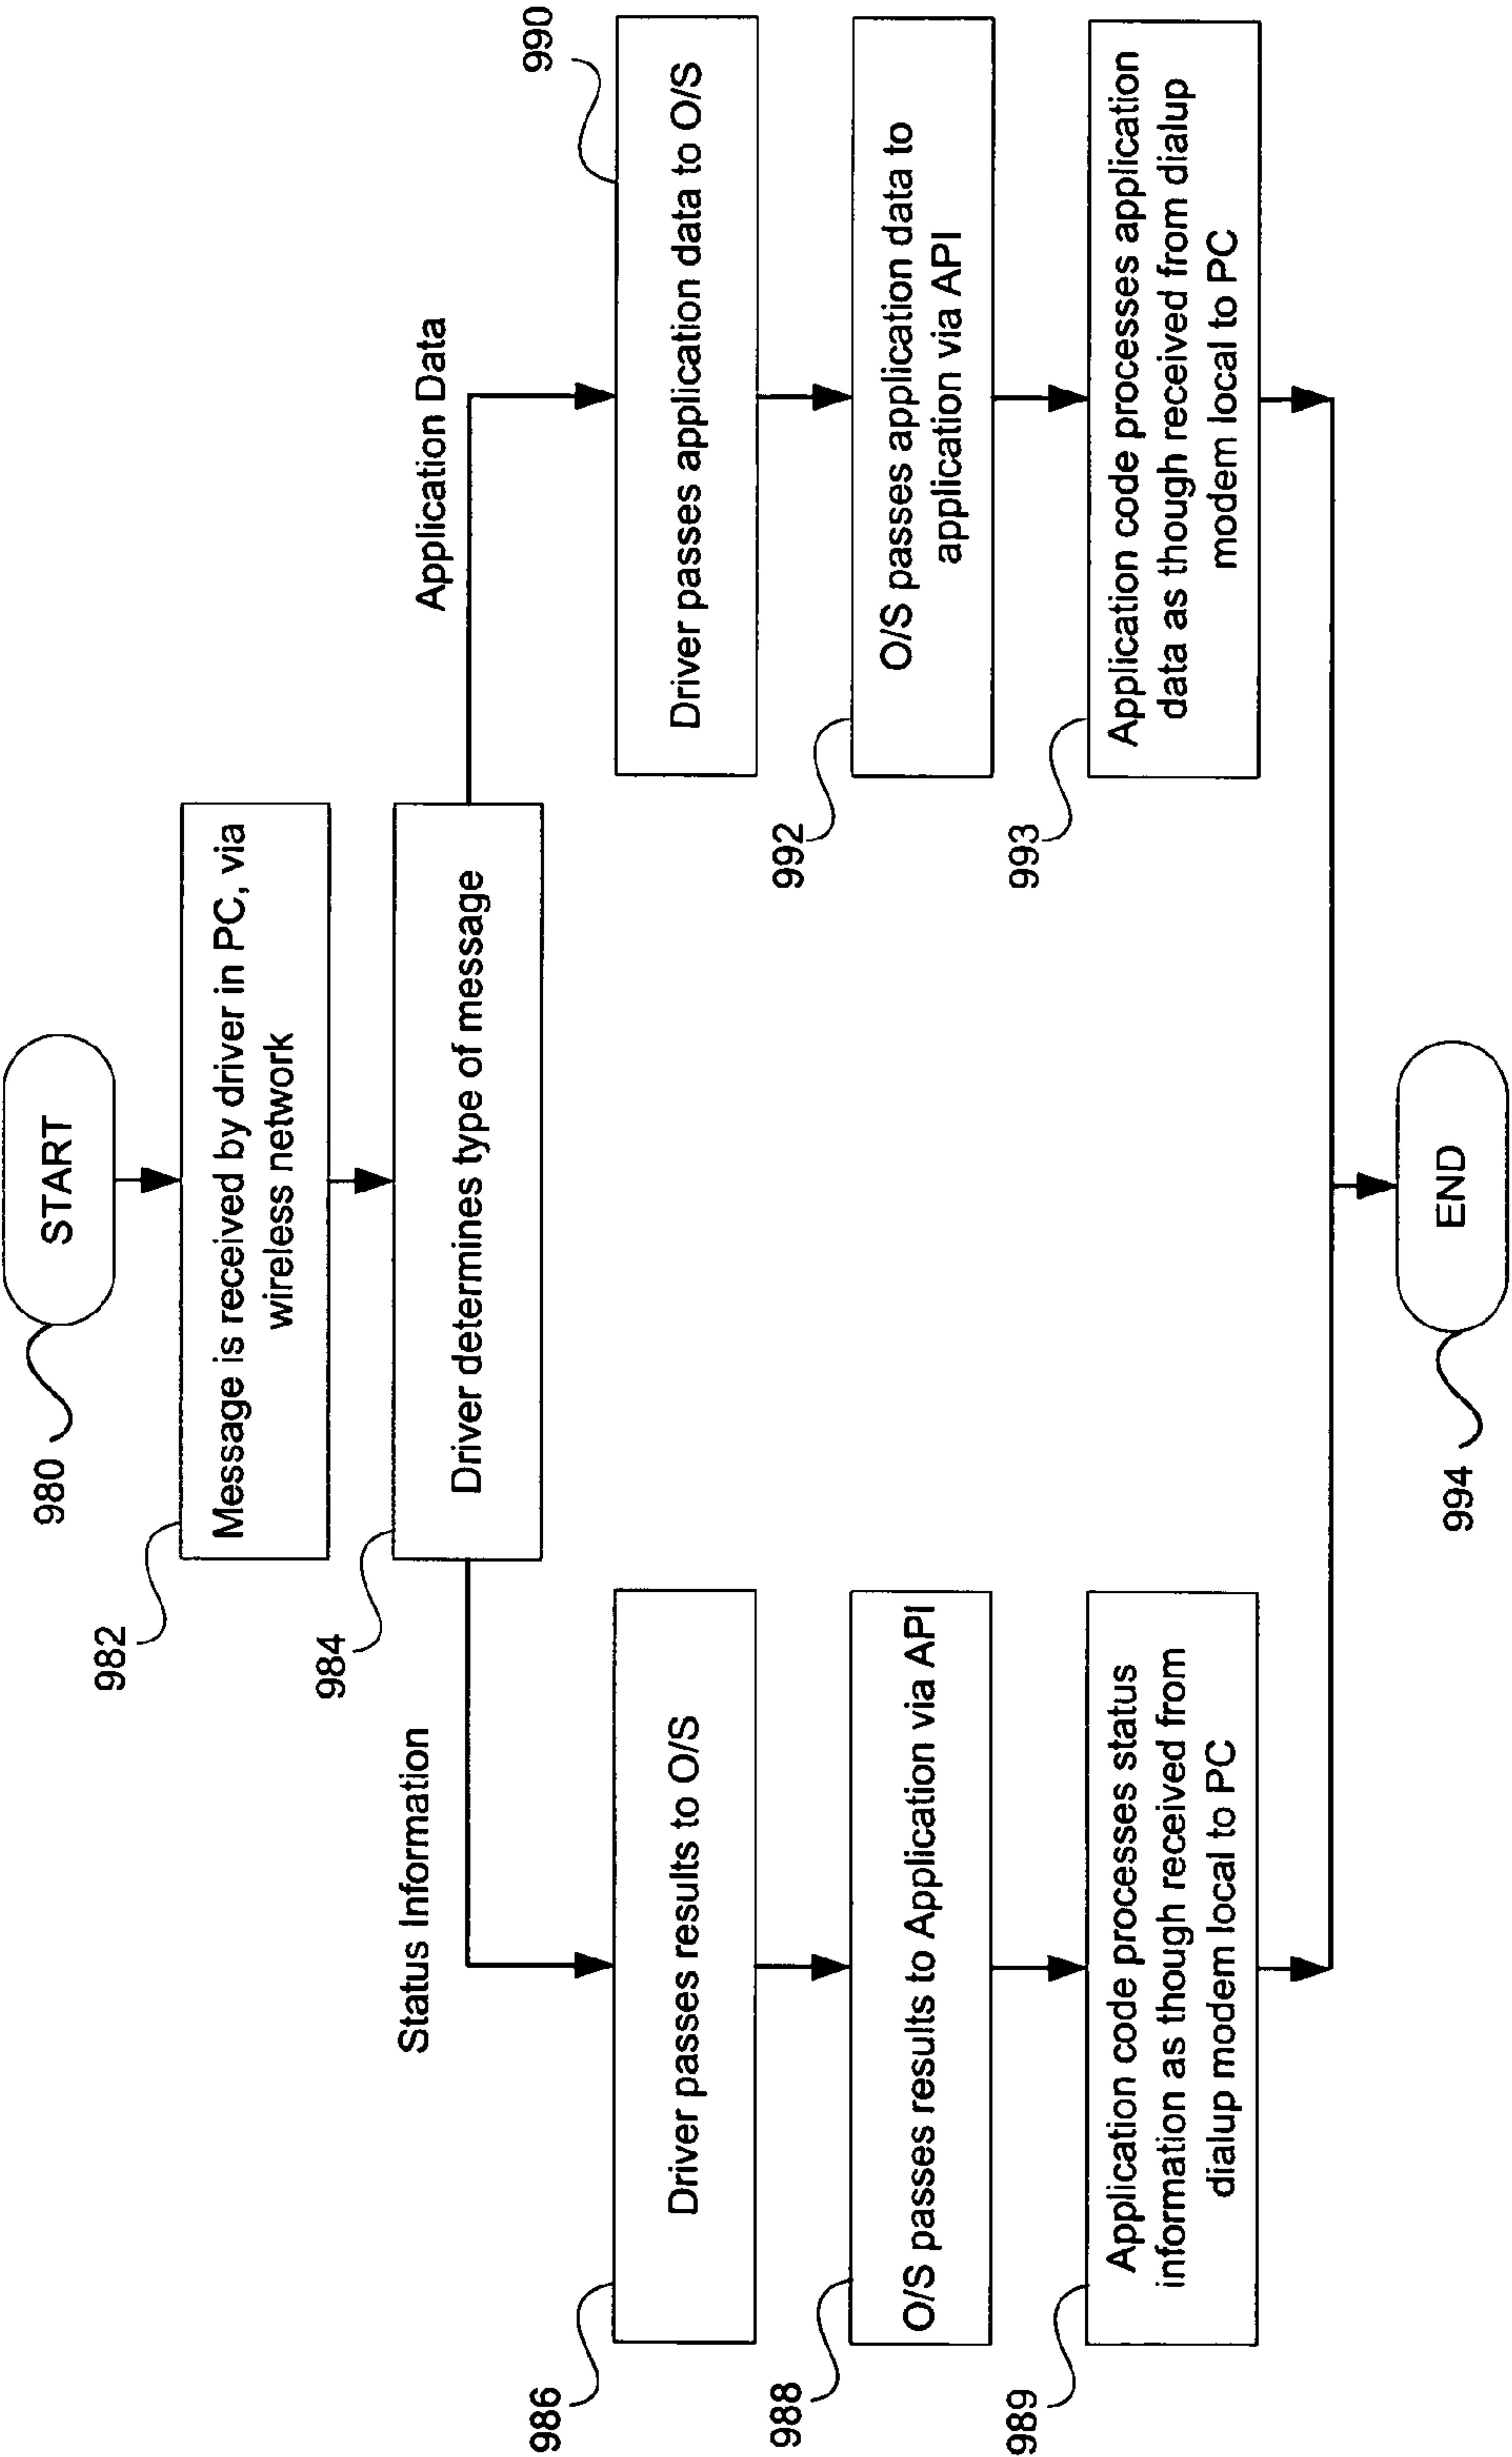 START
980
982
Message is received by driver in PC, via
wireless network
984
Driver determines type of message
Status Information
Application Data
986
Driver passes results to O/S
988
O/S passes results to Application via API
989
Application code processes status
information as though received from
dialup modem local to PC
990
Driver passes application data to O/S
992
O/S passes application data to
application via API
993
Application code processes application
data as though received from dialup
modem local to PC
994
END